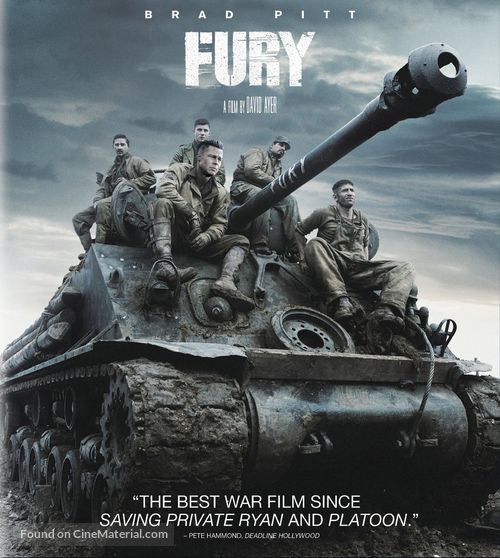 BRAD PITT
FURY
A FILM BY DAVID AYER
“THE BEST WAR FILM SINCE
SAVING PRIVATE RYAN AND PLATOON.”
– PETE HAMMOND, DEADLINE HOLLYWOOD
Found on CineMaterial.com